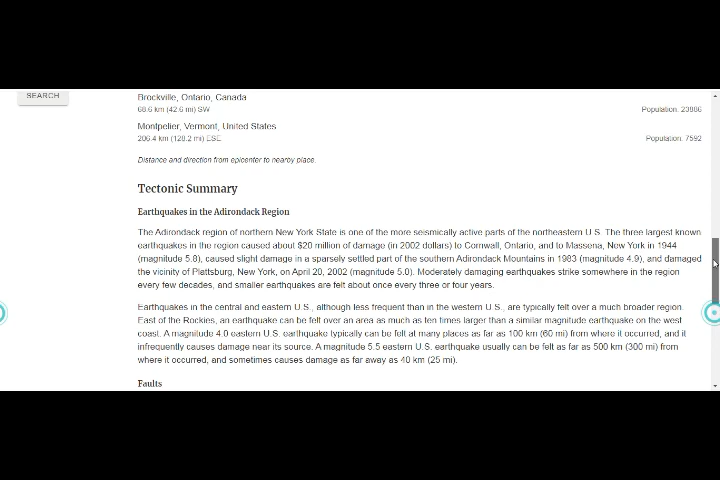 SEARCH
Brockville, Ontario, Canada
68.6 km (42.6 mi) SW
Population: 23886
Montpelier, Vermont, United States
206.4 km (128.2 mi) ESE
Population: 7592
Distance and direction from epicenter to nearby place.
Tectonic Summary
Earthquakes in the Adirondack Region
The Adirondack region of northern New York State is one of the more seismically active parts of the northeastern U.S. The three largest known
earthquakes in the region caused about $20 million of damage (in 2002 dollars) to Cornwall, Ontario, and to Massena, New York in 1944
(magnitude 5.8), caused slight damage in a sparsely settled part of the southern Adirondack Mountains in 1983 (magnitude 4.9), and damaged
the vicinity of Plattsburg, New York, on April 20, 2002 (magnitude 5.0). Moderately damaging earthquakes strike somewhere in the region
every few decades, and smaller earthquakes are felt about once every three or four years.
Earthquakes in the central and eastern U.S., although less frequent than in the western U.S., are typically felt over a much broader region.
East of the Rockies, an earthquake can be felt over an area as much as ten times larger than a similar magnitude earthquake on the west
coast. A magnitude 4.0 eastern U.S. earthquake typically can be felt at many places as far as 100 km (60 mi) from where it occurred, and it
infrequently causes damage near its source. A magnitude 5.5 eastern U.S. earthquake usually can be felt as far as 500 km (300 mi) from
where it occurred, and sometimes causes damage as far away as 40 km (25 mi).
Faults